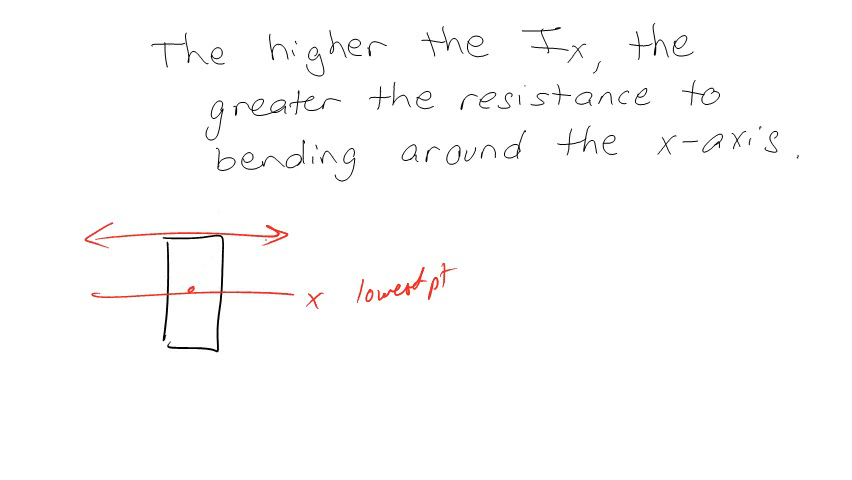 The higher the Ix, the
greater the resistance to
bending around the x-axis.
x lowest pt